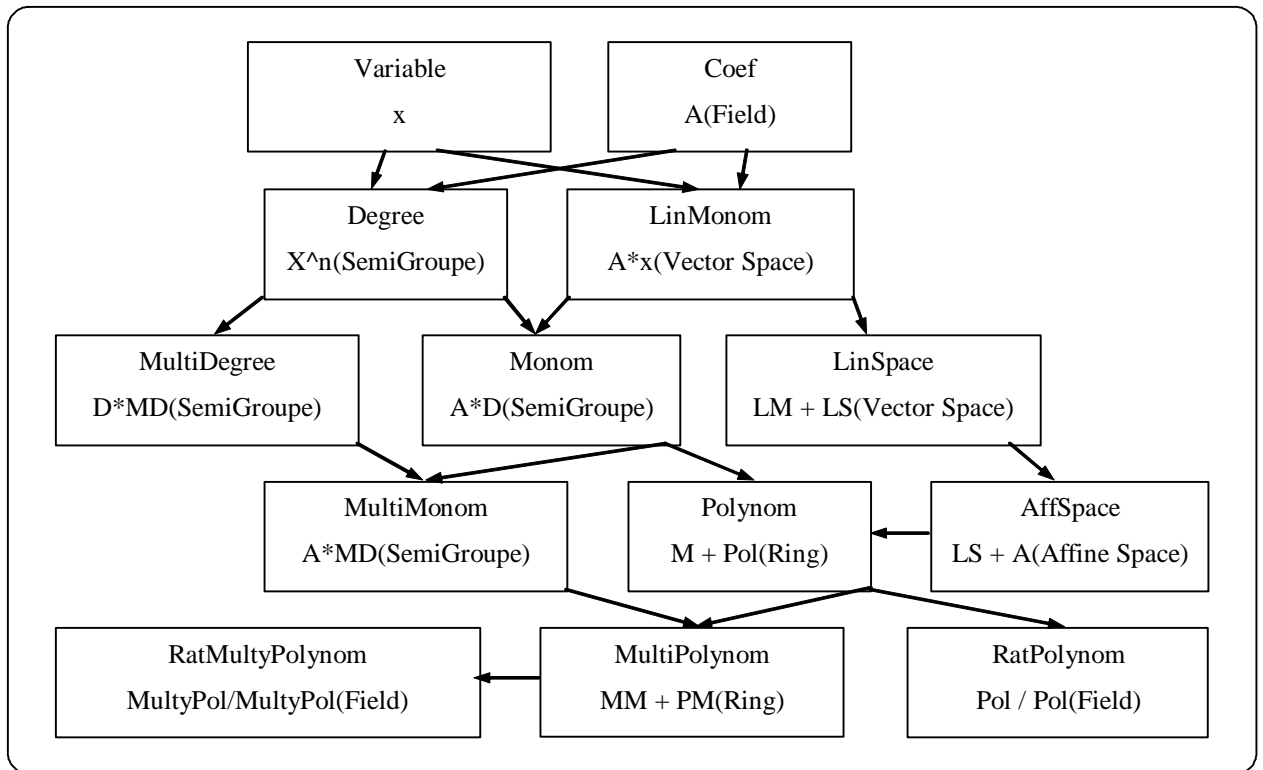 Variable
x
Coef
A(Field)
Degree
X^n(SemiGroupe)
LinMonom
A*x(Vector Space)
MultiDegree
D*MD(SemiGroupe)
Monom
A*D(SemiGroupe)
LinSpace
LM + LS(Vector Space)
MultiMonom
A*MD(SemiGroupe)
Polynom
M + Pol(Ring)
AffSpace
LS + A(Affine Space)
RatMultyPolynom
MultyPol/MultyPol(Field)
MultiPolynom
MM + PM(Ring)
RatPolynom
Pol / Pol(Field)